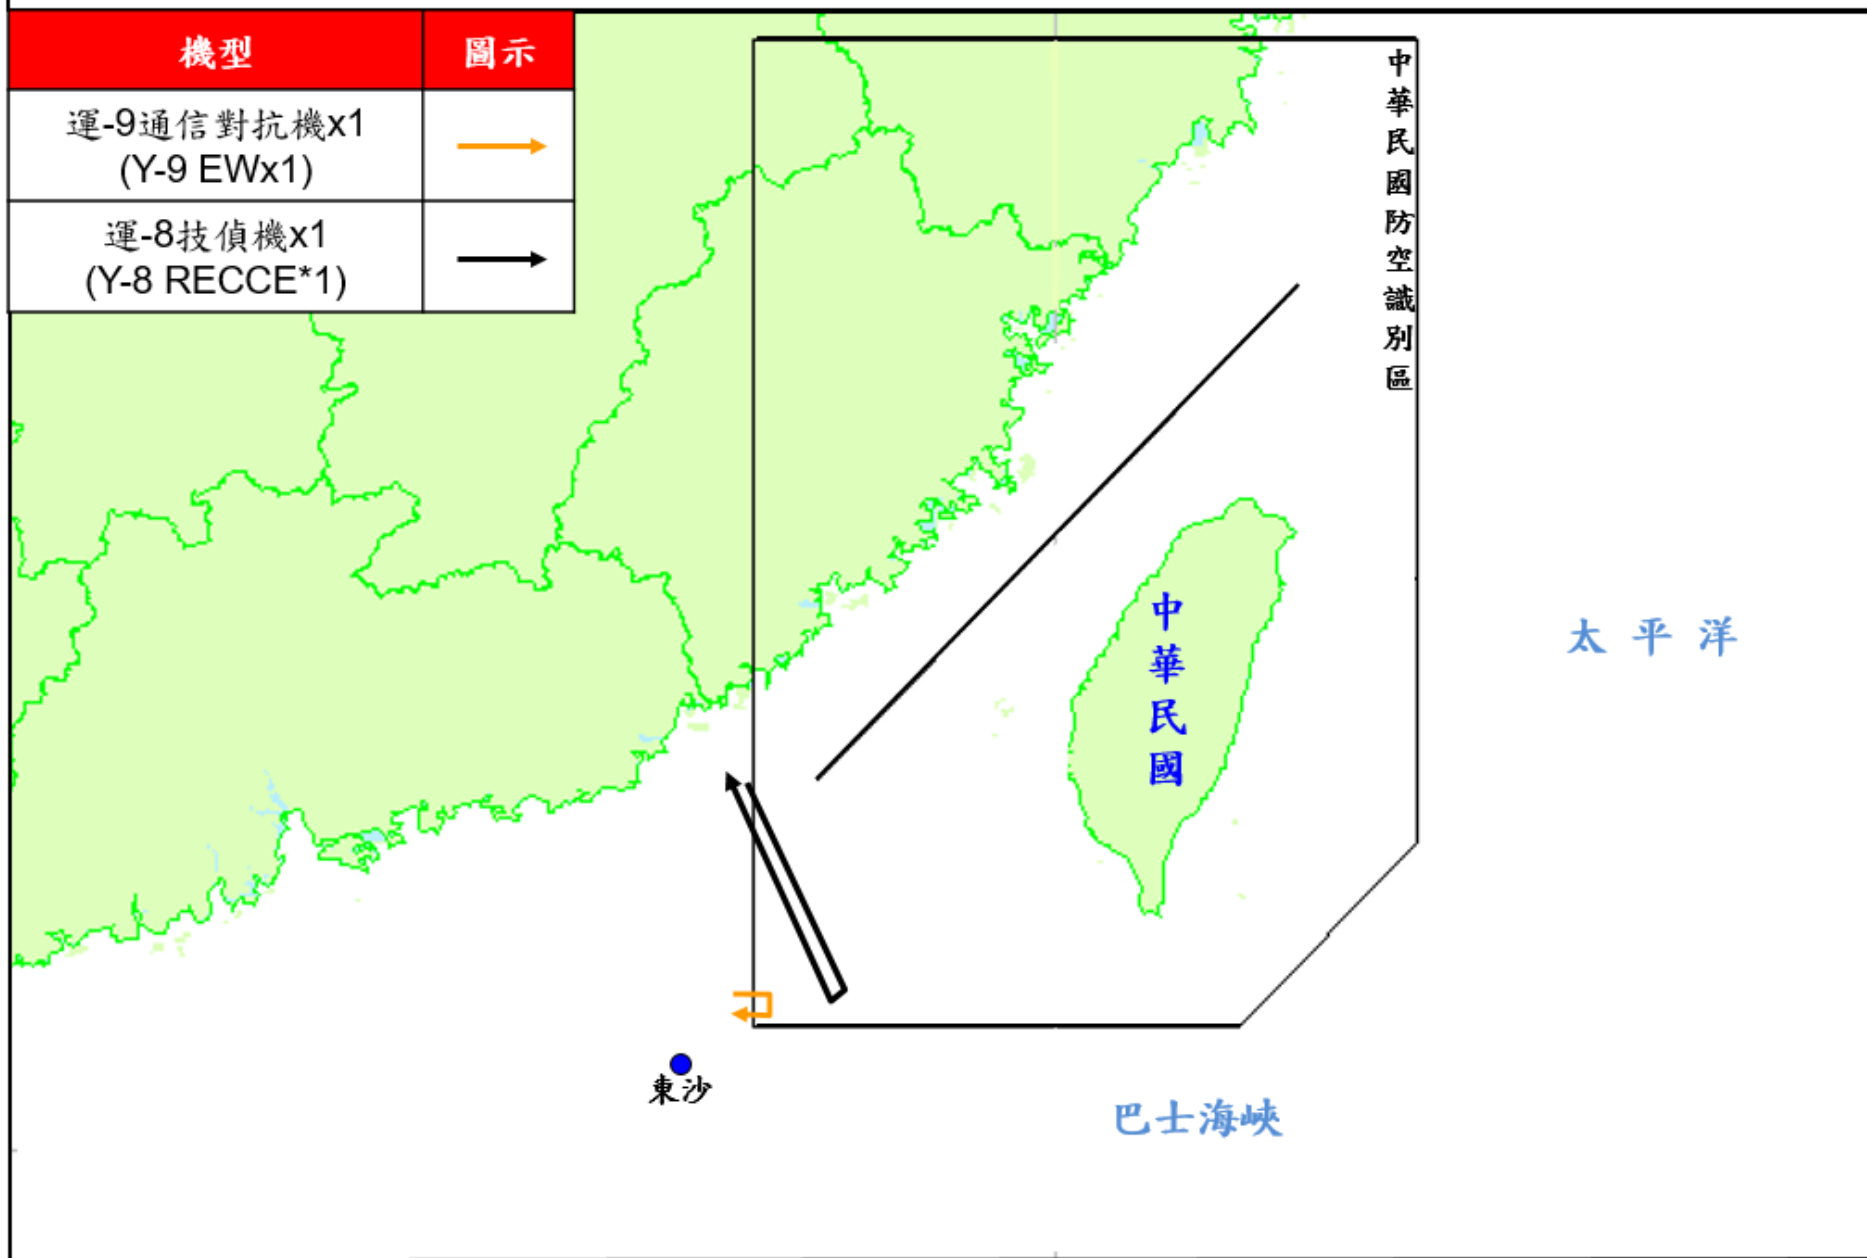 機型
圖示
運-9通信對抗機x1
(Y-9 EWx1)
運-8技偵機x1
(Y-8 RECCE*1)
中華民國防空識別區
中華民國
太平洋
東沙
巴士海峽